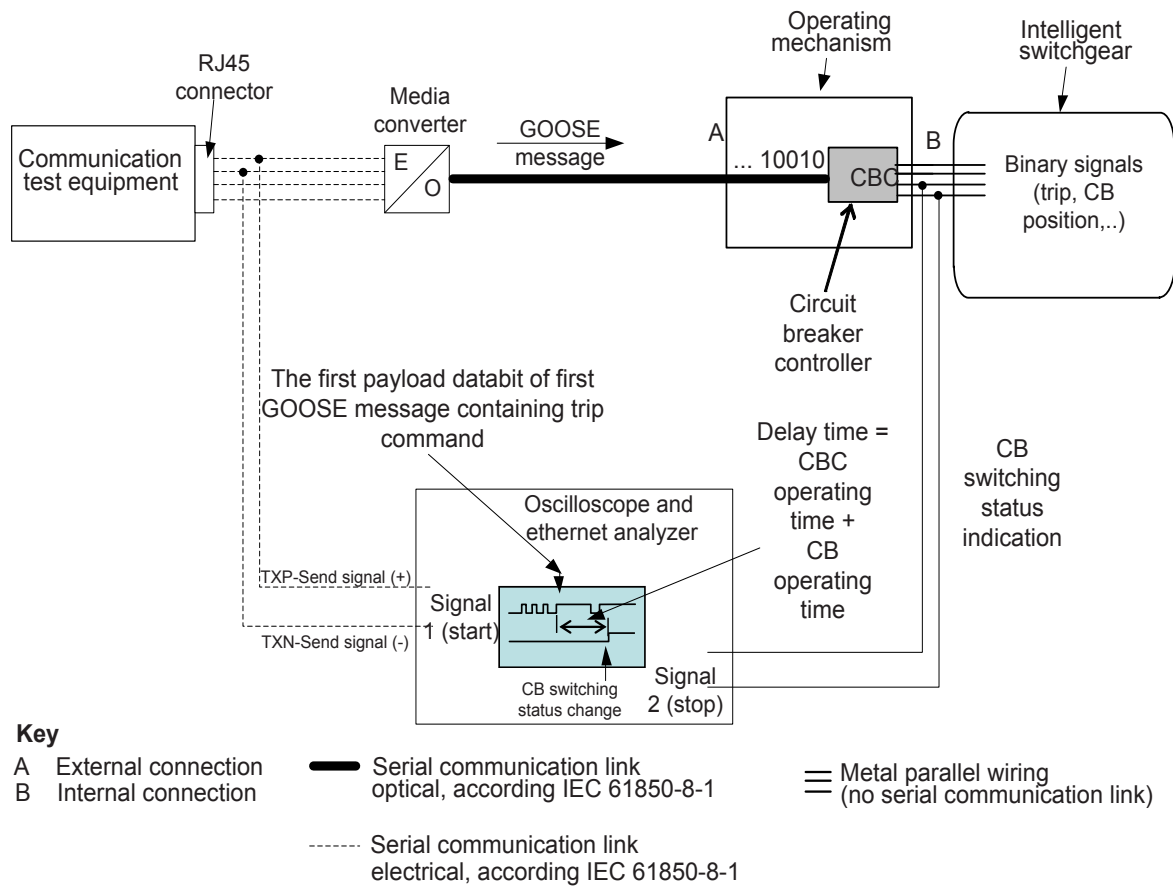 Operating
mechanism
Intelligent
switchgear
RJ45
connector
Media
converter
Communication
test equipment
E
O
GOOSE
message
A
... 10010
CBC
B
Binary signals
(trip, CB
position,..)
Circuit
breaker
controller
The first payload databit of first
GOOSE message containing trip
command
Delay time =
CBC
operating
time +
CB
operating
time
CB
switching
status
indication
Oscilloscope and
ethernet analyzer
TXP-Send signal (+)
Signal
1 (start)
TXN-Send signal (-)
CB switching
status change
Signal
2 (stop)
Key
A External connection
B Internal connection
Serial communication link
optical, according IEC 61850-8-1
Metal parallel wiring
(no serial communication link)
Serial communication link
electrical, according IEC 61850-8-1